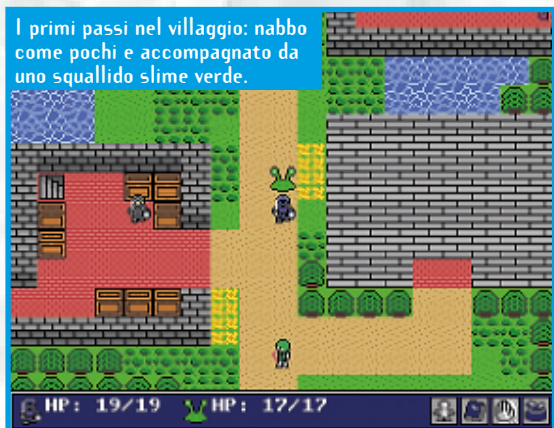 I primi passi nel villaggio: nabbo
come pochi e accompagnato da
uno squallido slime verde.
HP: 19/19 HP: 17/17